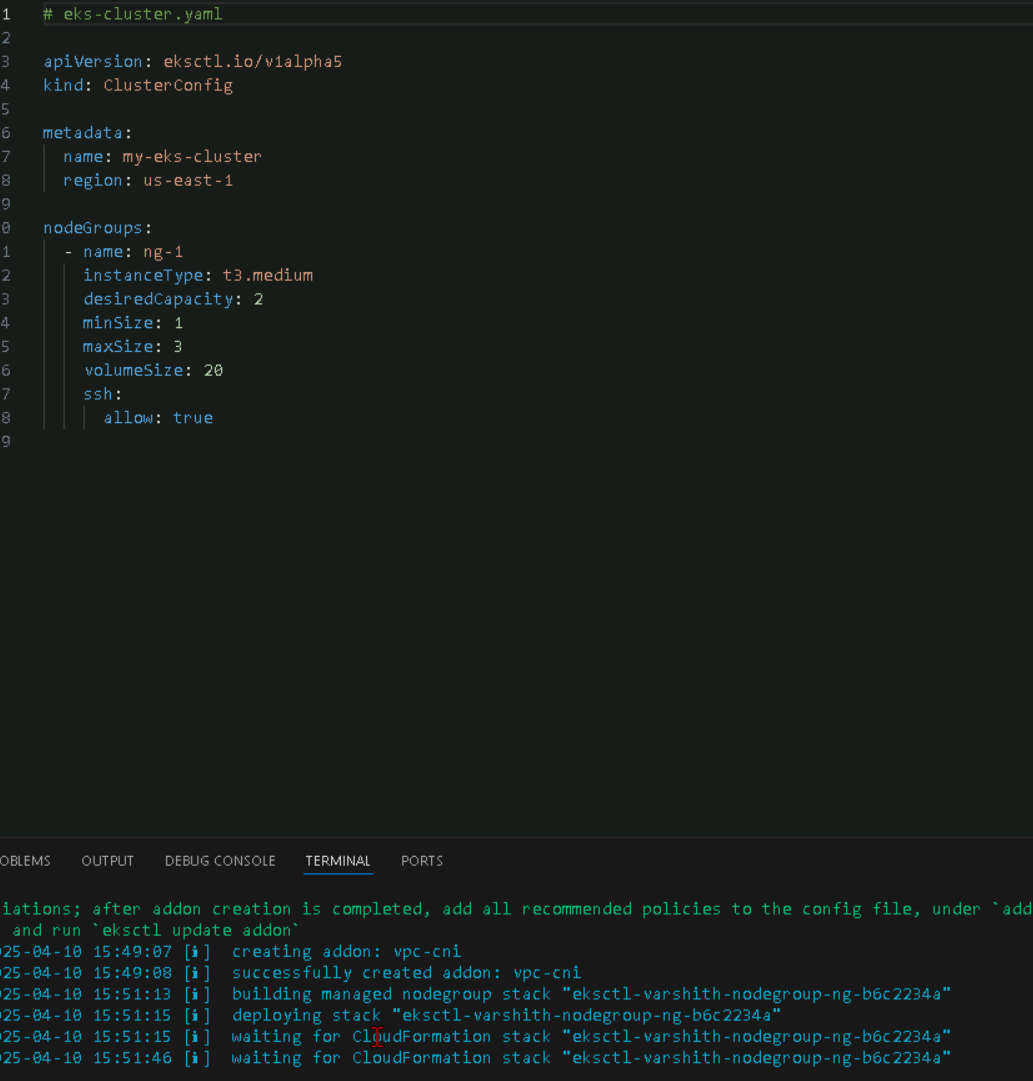 1 # eks-cluster.yaml
2
3 apiVersion: eksctl.io/v1alpha5
4 kind: ClusterConfig
5
6 metadata:
7 name: my-eks-cluster
8 region: us-east-1
9
0 nodeGroups:
1 - name: ng-1
2 instanceType: t3.medium
3 desiredCapacity: 2
4 minSize: 1
5 maxSize: 3
6 volumeSize: 20
7 ssh:
8 allow: true
9
OBLEMS OUTPUT DEBUG CONSOLE TERMINAL PORTS
iations; after addon creation is completed, add all recommended policies to the config file, under `add
and run `eksctl update addon`
25-04-10 15:49:07 [ℹ] creating addon: vpc-cni
25-04-10 15:49:08 [ℹ] successfully created addon: vpc-cni
25-04-10 15:51:13 [ℹ] building managed nodegroup stack "eksctl-varshith-nodegroup-ng-b6c2234a"
25-04-10 15:51:15 [ℹ] deploying stack "eksctl-varshith-nodegroup-ng-b6c2234a"
25-04-10 15:51:15 [ℹ] waiting for CloudFormation stack "eksctl-varshith-nodegroup-ng-b6c2234a"
25-04-10 15:51:46 [ℹ] waiting for CloudFormation stack "eksctl-varshith-nodegroup-ng-b6c2234a"